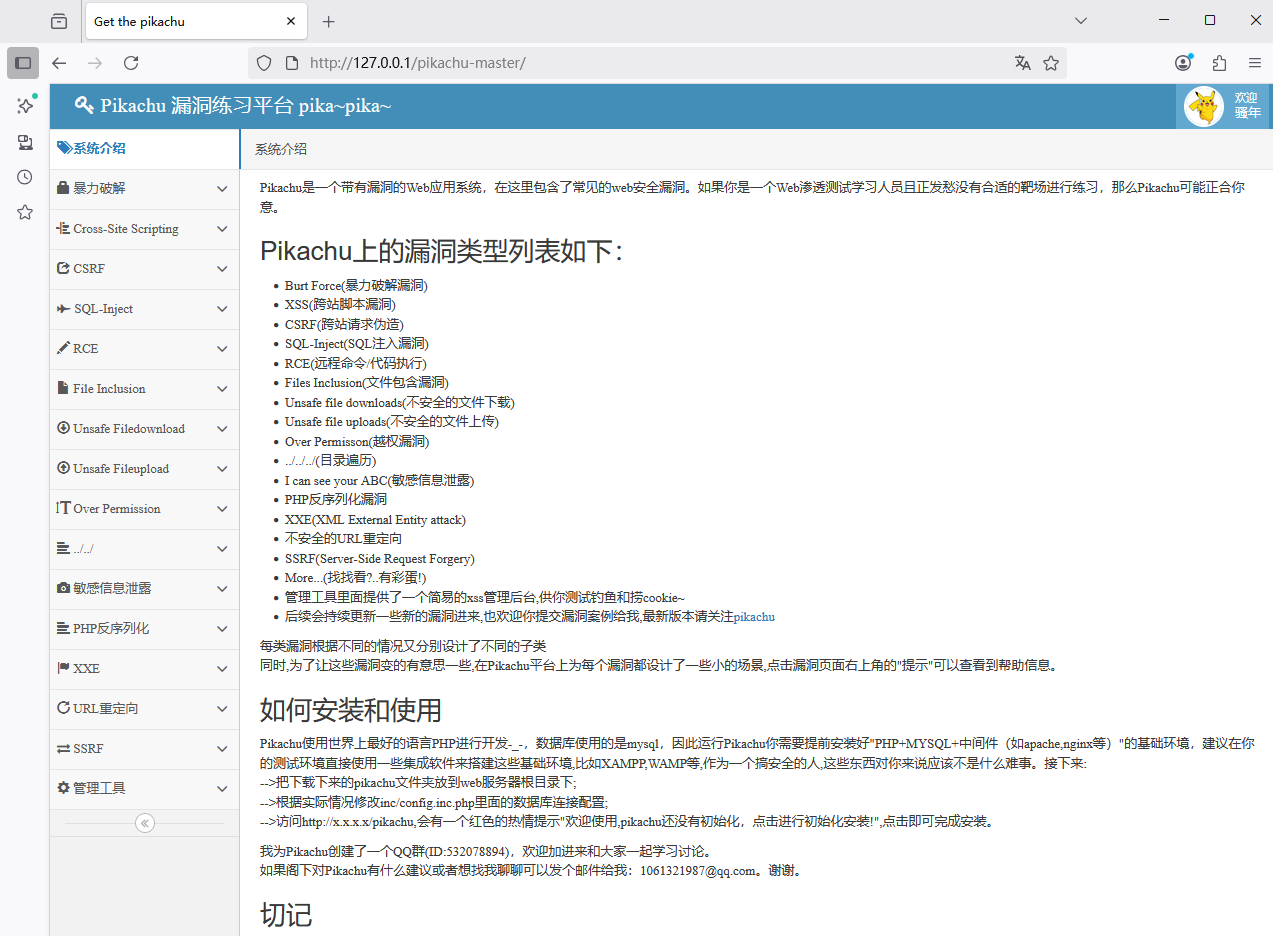 Get the pikachu
http://127.0.0.1/pikachu-master/
Pikachu 漏洞练习平台 pika~pika~
欢迎
骚年
系统介绍
暴力破解
Cross-Site Scripting
CSRF
SQL-Inject
RCE
File Inclusion
Unsafe Filedownload
Unsafe Fileupload
Over Permission
../../
敏感信息泄露
PHP反序列化
XXE
URL重定向
SSRF
管理工具
系统介绍
Pikachu是一个带有漏洞的Web应用系统，在这里包含了常见的web安全漏洞。如果你是一个Web渗透测试学习人员且正发愁没有合适的靶场进行练习，那么Pikachu可能正合你
意。
Pikachu上的漏洞类型列表如下：
Burt Force(暴力破解漏洞)
XSS(跨站脚本漏洞)
CSRF(跨站请求伪造)
SQL-Inject(SQL注入漏洞)
RCE(远程命令/代码执行)
Files Inclusion(文件包含漏洞)
Unsafe file downloads(不安全的文件下载)
Unsafe file uploads(不安全的文件上传)
Over Permisson(越权漏洞)
../../../(目录遍历)
I can see your ABC(敏感信息泄露)
PHP反序列化漏洞
XXE(XML External Entity attack)
不安全的URL重定向
SSRF(Server-Side Request Forgery)
More...(找找看?..有彩蛋!)
管理工具里面提供了一个简易的xss管理后台,供你测试钓鱼和捞cookie~
后续会持续更新一些新的漏洞进来,也欢迎你提交漏洞案例给我,最新版本请关注pikachu
每类漏洞根据不同的情况又分别设计了不同的子类
同时,为了让这些漏洞变的有意思一些,在Pikachu平台上为每个漏洞都设计了一些小的场景,点击漏洞页面右上角的"提示"可以查看到帮助信息。
如何安装和使用
Pikachu使用世界上最好的语言PHP进行开发-_-，数据库使用的是mysql，因此运行Pikachu你需要提前安装好"PHP+MYSQL+中间件（如apache,nginx等）"的基础环境，建议在你
的测试环境直接使用一些集成软件来搭建这些基础环境,比如XAMPP,WAMP等,作为一个搞安全的人,这些东西对你来说应该不是什么难事。接下来:
-->把下载下来的pikachu文件夹放到web服务器根目录下;
-->根据实际情况修改inc/config.inc.php里面的数据库连接配置;
-->访问http://x.x.x.x/pikachu,会有一个红色的热情提示"欢迎使用,pikachu还没有初始化，点击进行初始化安装!",点击即可完成安装。
我为Pikachu创建了一个QQ群(ID:532078894)，欢迎加进来和大家一起学习讨论。
如果阁下对Pikachu有什么建议或者想找我聊聊可以发个邮件给我：1061321987@qq.com。谢谢。
切记